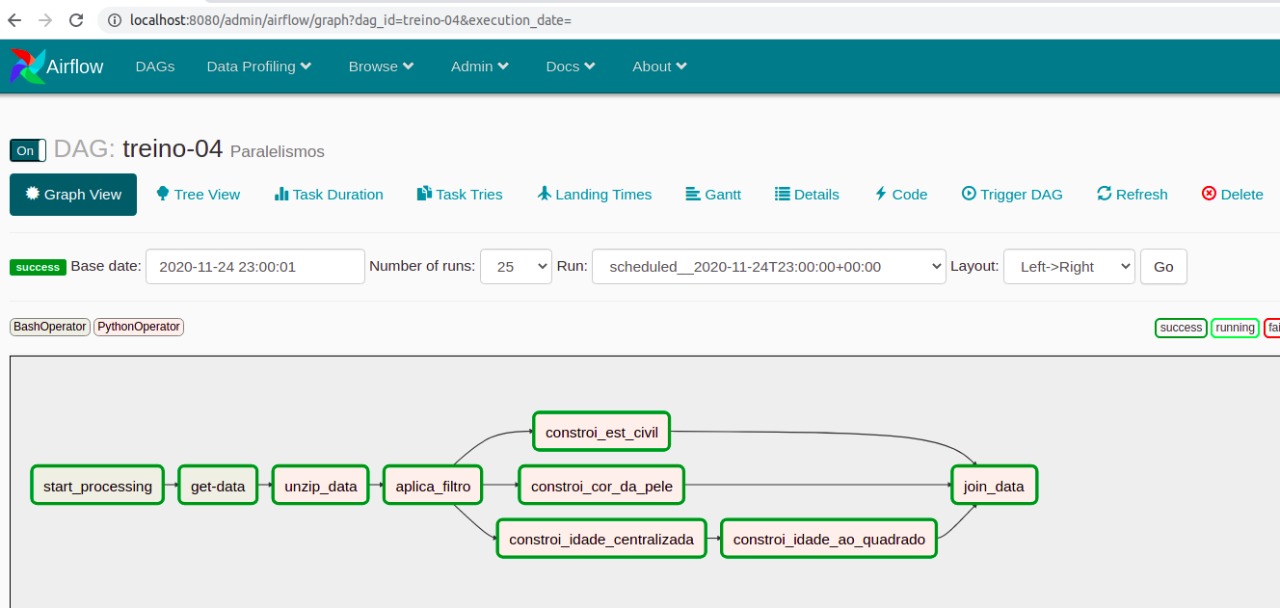 localhost:8080/admin/airflow/graph?dag_id=treino-04&execution_date=
Airflow DAGs Data Profiling Browse Admin Docs About
On DAG: treino-04 Paralelismos
Graph View Tree View Task Duration Task Tries Landing Times Gantt Details Code Trigger DAG Refresh Delete
success Base date: 2020-11-24 23:00:01 Number of runs: 25 Run: scheduled__2020-11-24T23:00:00+00:00 Layout: Left->Right Go
BashOperator PythonOperator success running fai
constroi_est_civil
start_processing get-data unzip_data aplica_filtro constroi_cor_da_pele join_data
constroi_idade_centralizada constroi_idade_ao_quadrado